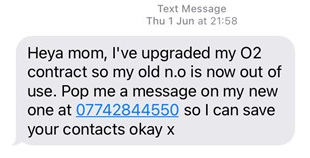 Text Message
Thu 1 Jun at 21:58
Heya mom, I've upgraded my O2
contract so my old n.o is now out of
use. Pop me a message on my new
one at 07742844550 so I can save
your contacts okay x